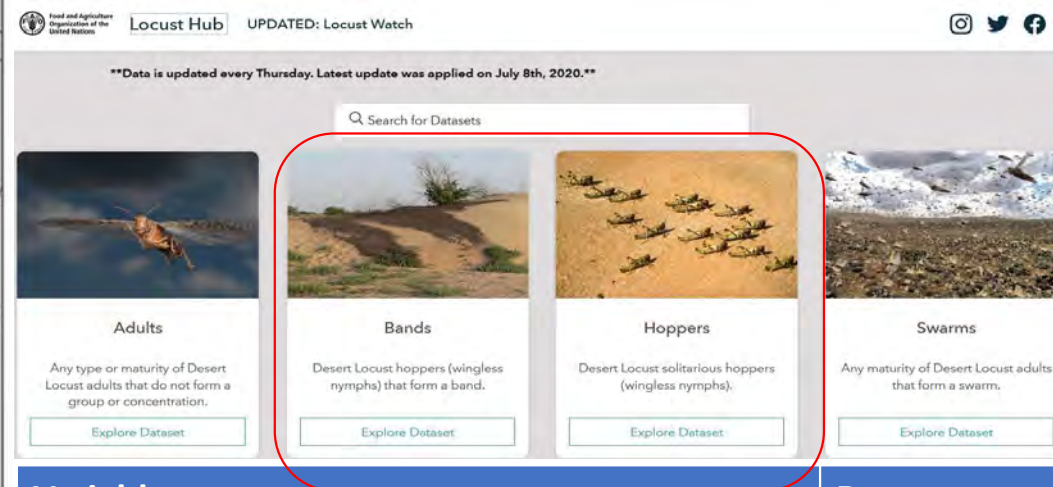 Food and Agriculture
Organization of the
United Nations
Locust Hub
UPDATED: Locust Watch
**Data is updated every Thursday. Latest update was applied on July 8th, 2020.**
Search for Datasets
Adults
Any type or maturity of Desert
Locust adults that do not form a
group or concentration.
Explore Dataset
Bands
Desert Locust hoppers (wingless
nymphs) that form a band.
Explore Dataset
Hoppers
Desert Locust solitarious hoppers
(wingless nymphs).
Explore Dataset
Swarms
Any maturity of Desert Locust adults
that form a swarm.
Explore Dataset